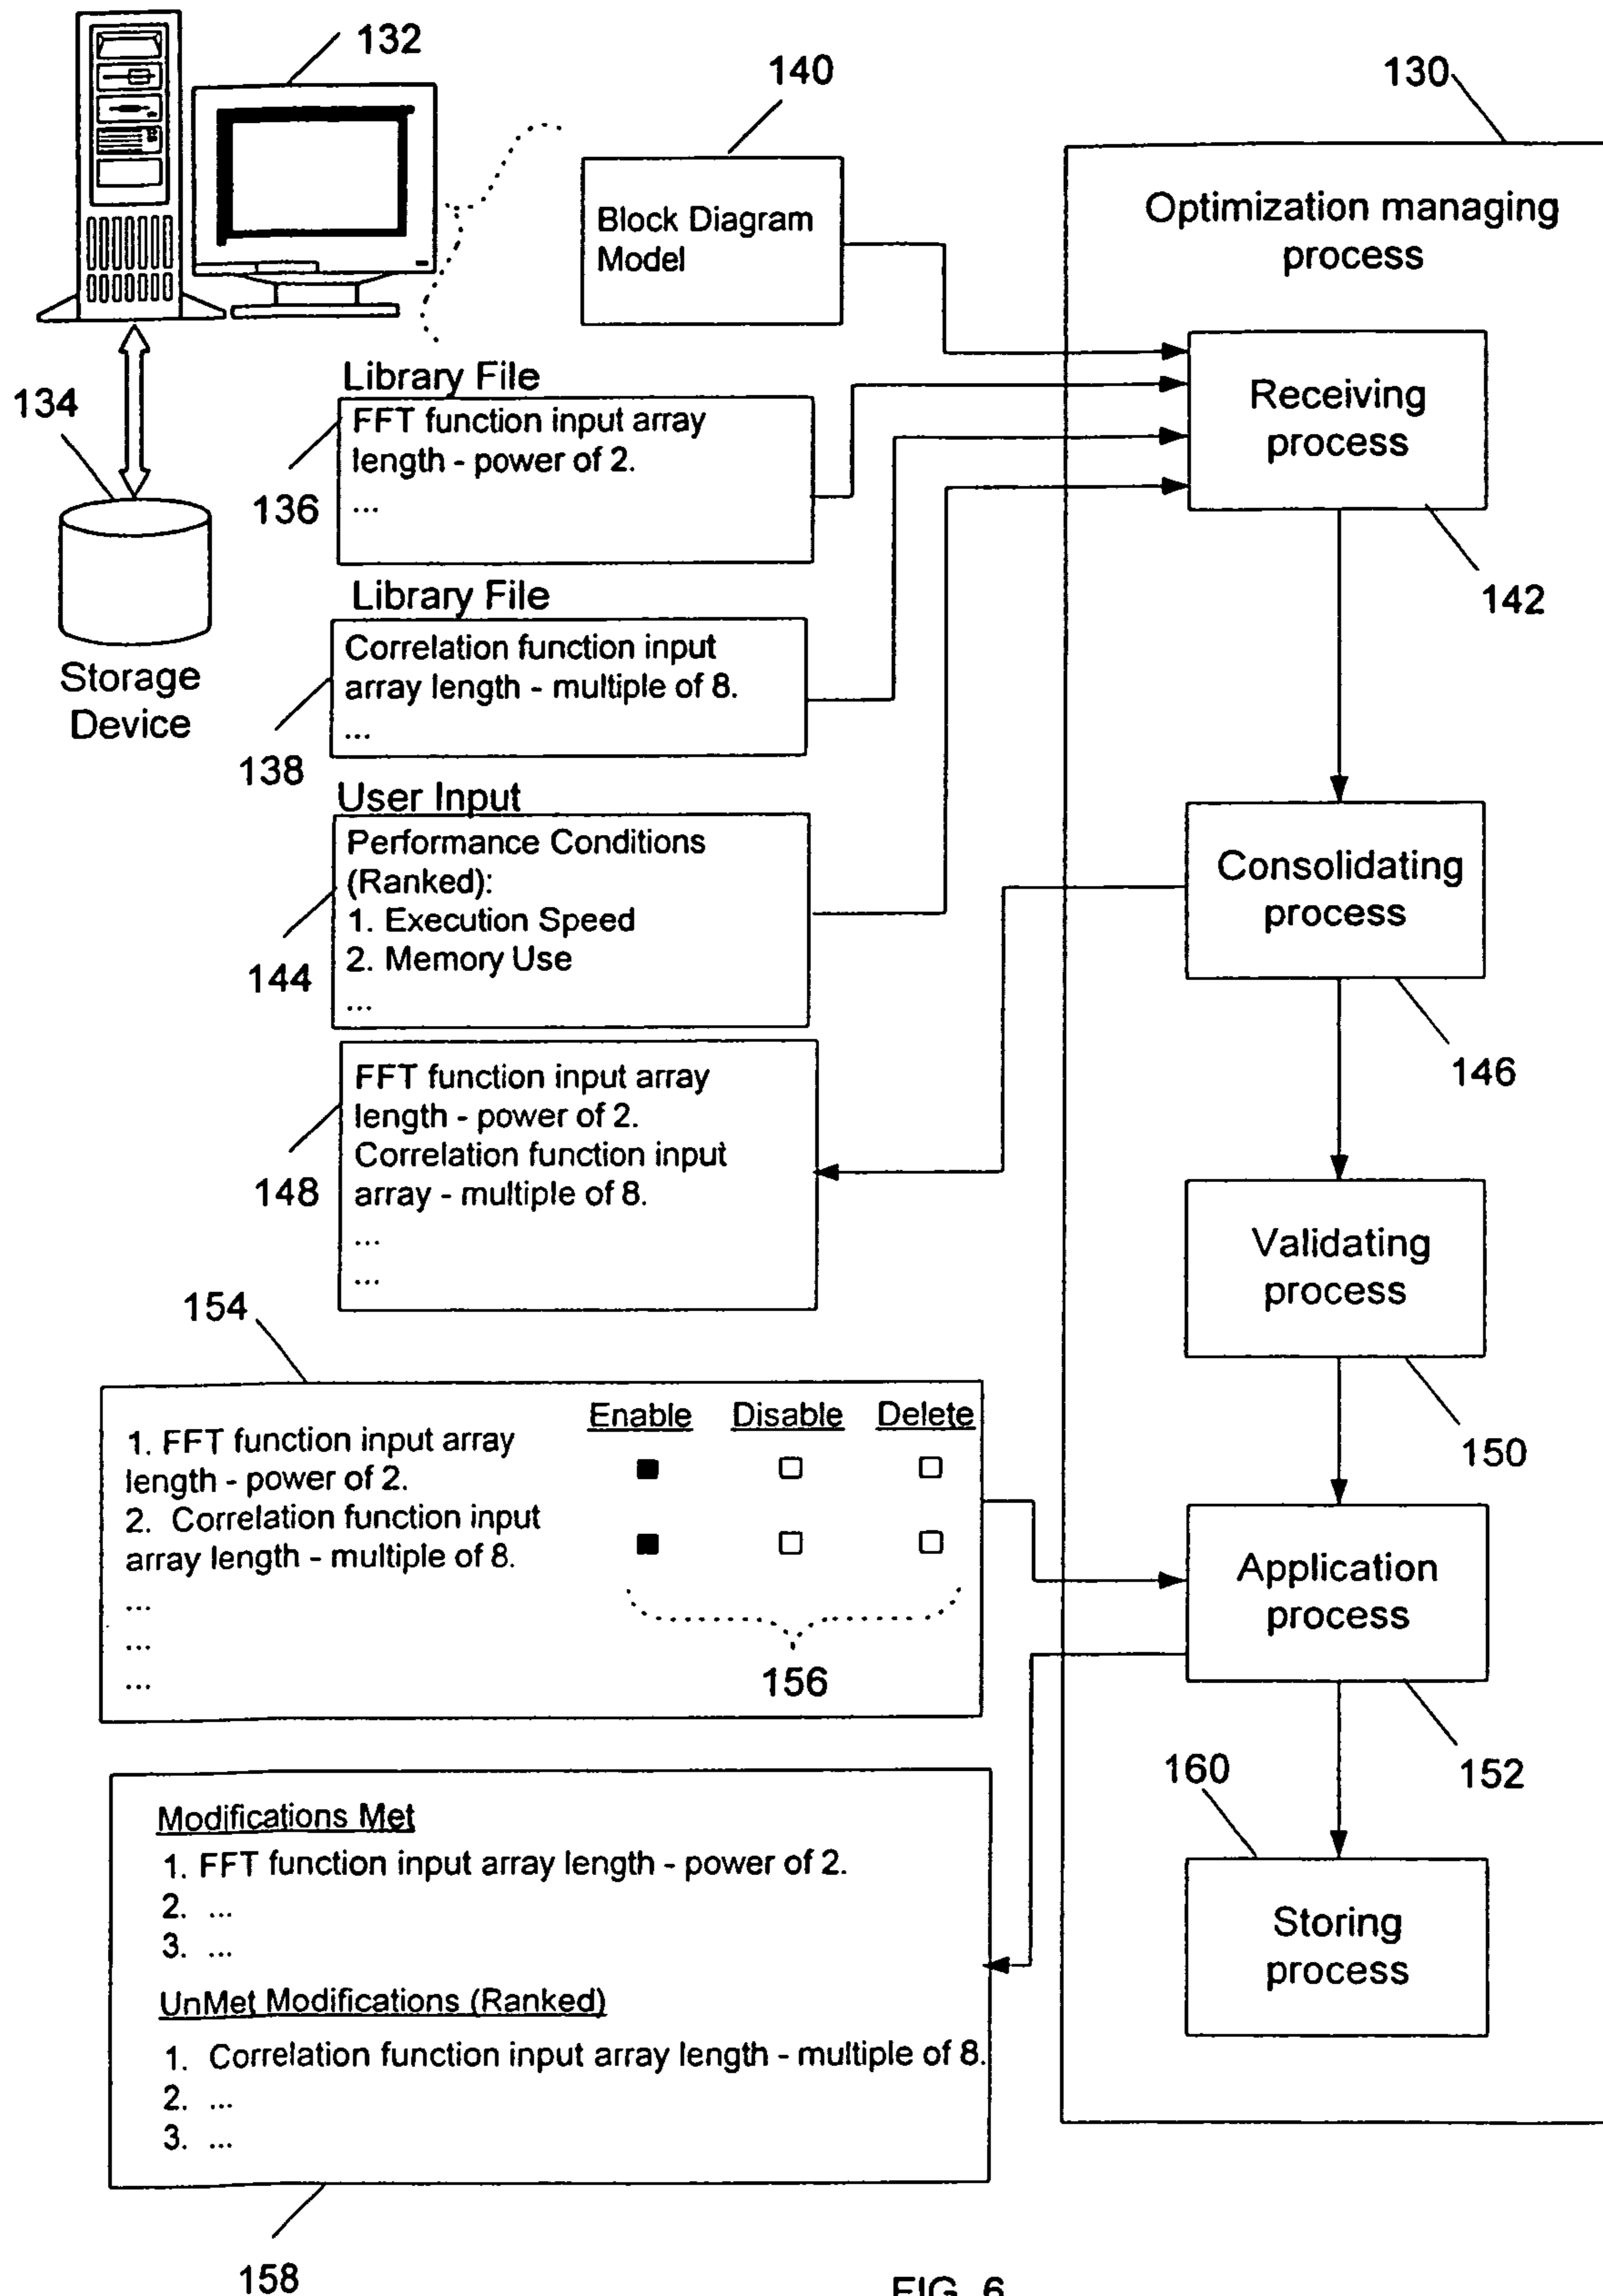 132
140
130
Block Diagram
Model
Optimization managing
process
134
Storage
Device
Library File
FFT function input array
length - power of 2.
...
136
Receiving
process
142
Library File
Correlation function input
array length - multiple of 8.
...
138
User Input
Performance Conditions
(Ranked):
1. Execution Speed
2. Memory Use
...
144
Consolidating
process
146
FFT function input array
length - power of 2.
Correlation function input
array - multiple of 8.
...
...
148
Validating
process
150
154
Enable Disable Delete
1. FFT function input array
length - power of 2.
2. Correlation function input
array length - multiple of 8.
...
...
...
156
Application
process
152
Modifications Met
1. FFT function input array length - power of 2.
2. ...
3. ...
UnMet Modifications (Ranked)
1. Correlation function input array length - multiple of 8.
2. ...
3. ...
158
160
Storing
process
FIG. 6